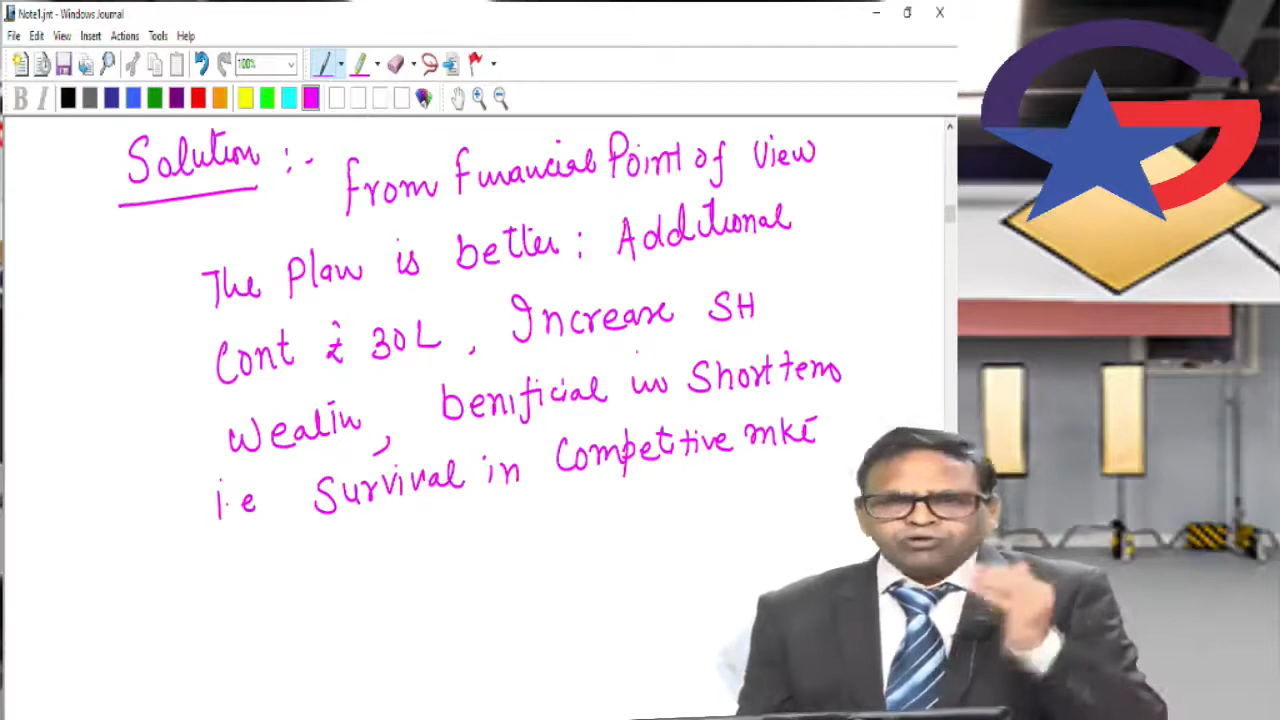 Note1.jnt - Windows Journal
File Edit View Insert Actions Tools Help
100%
B I
Solution :- From Financial Point of View
The Plan is better : Additional
Cont ₹ 30L, Increase SH
Wealth, benificial in Short term
i.e Survival in Competitive mkt